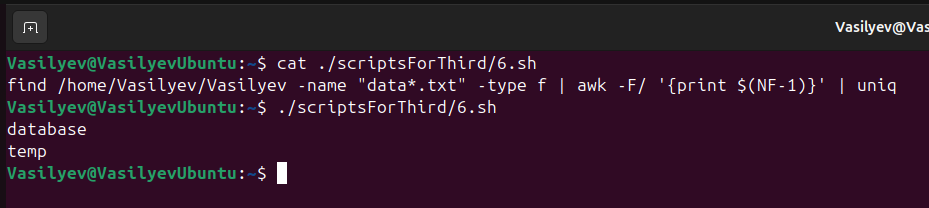 Vasilyev@Vas
Vasilyev@VasilyevUbuntu:~$ cat ./scriptsForThird/6.sh
find /home/Vasilyev/Vasilyev -name "data*.txt" -type f | awk -F/ '{print $(NF-1)}' | uniq
Vasilyev@VasilyevUbuntu:~$ ./scriptsForThird/6.sh
database
temp
Vasilyev@VasilyevUbuntu:~$